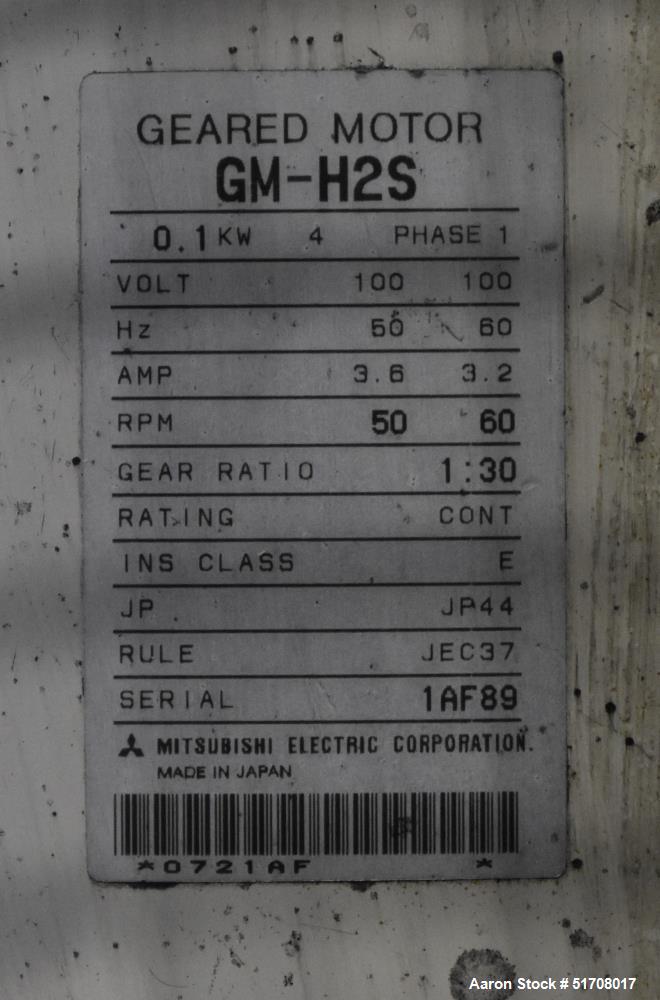 GEARED MOTOR
GM-H2S
0.1 KW 4 PHASE 1
VOLT 100 100
Hz 50 60
AMP 3.6 3.2
RPM 50 60
GEAR RATIO 1:30
RATING CONT
INS CLASS E
JP JP44
RULE JEC37
SERIAL 1AF89
MITSUBISHI ELECTRIC CORPORATION.
MADE IN JAPAN
*0721AF *
Aaron Stock # 51708017